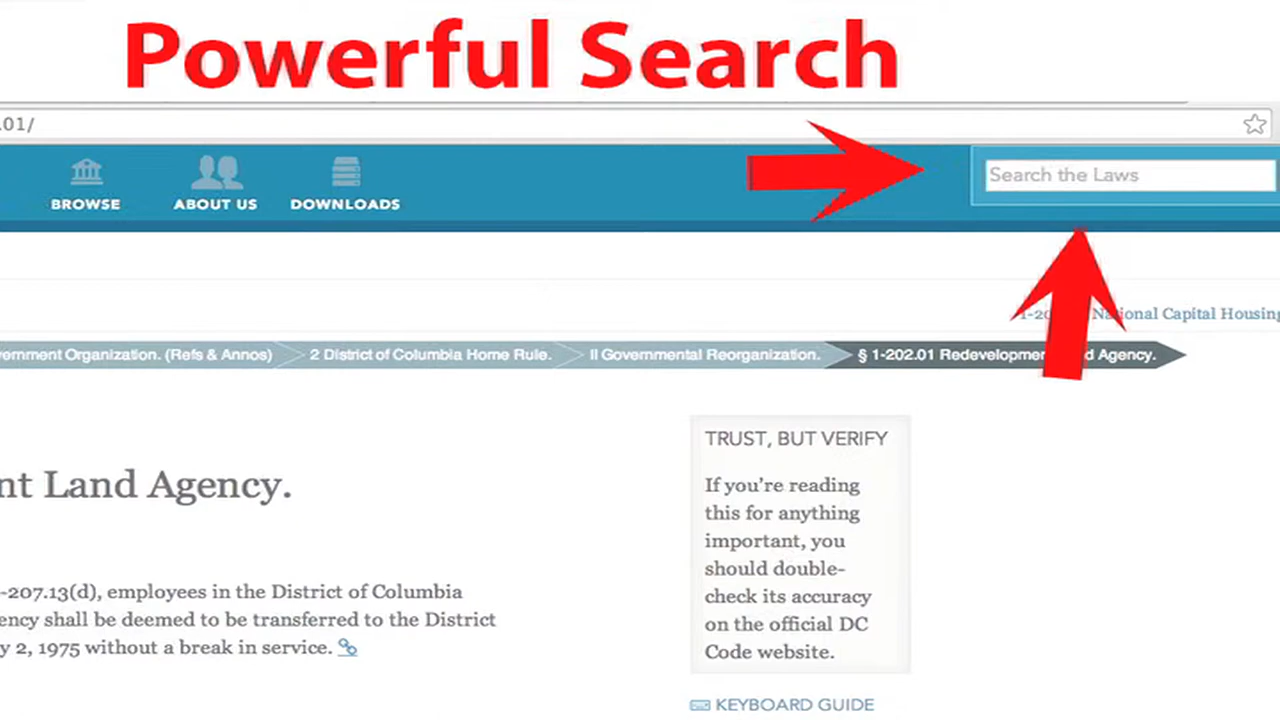 Powerful Search
01/
Search the Laws
BROWSE
ABOUT US
DOWNLOADS
National Capital Housing
ernment Organization. (Refs & Annos)
2 District of Columbia Home Rule.
II Governmental Reorganization.
§ 1-202.01 Redevelopme d Agency.
nt Land Agency.
-207.13(d), employees in the District of Columbia
ency shall be deemed to be transferred to the District
y 2, 1975 without a break in service.
TRUST, BUT VERIFY
If you're reading
this for anything
important, you
should double-
check its accuracy
on the official DC
Code website.
KEYBOARD GUIDE